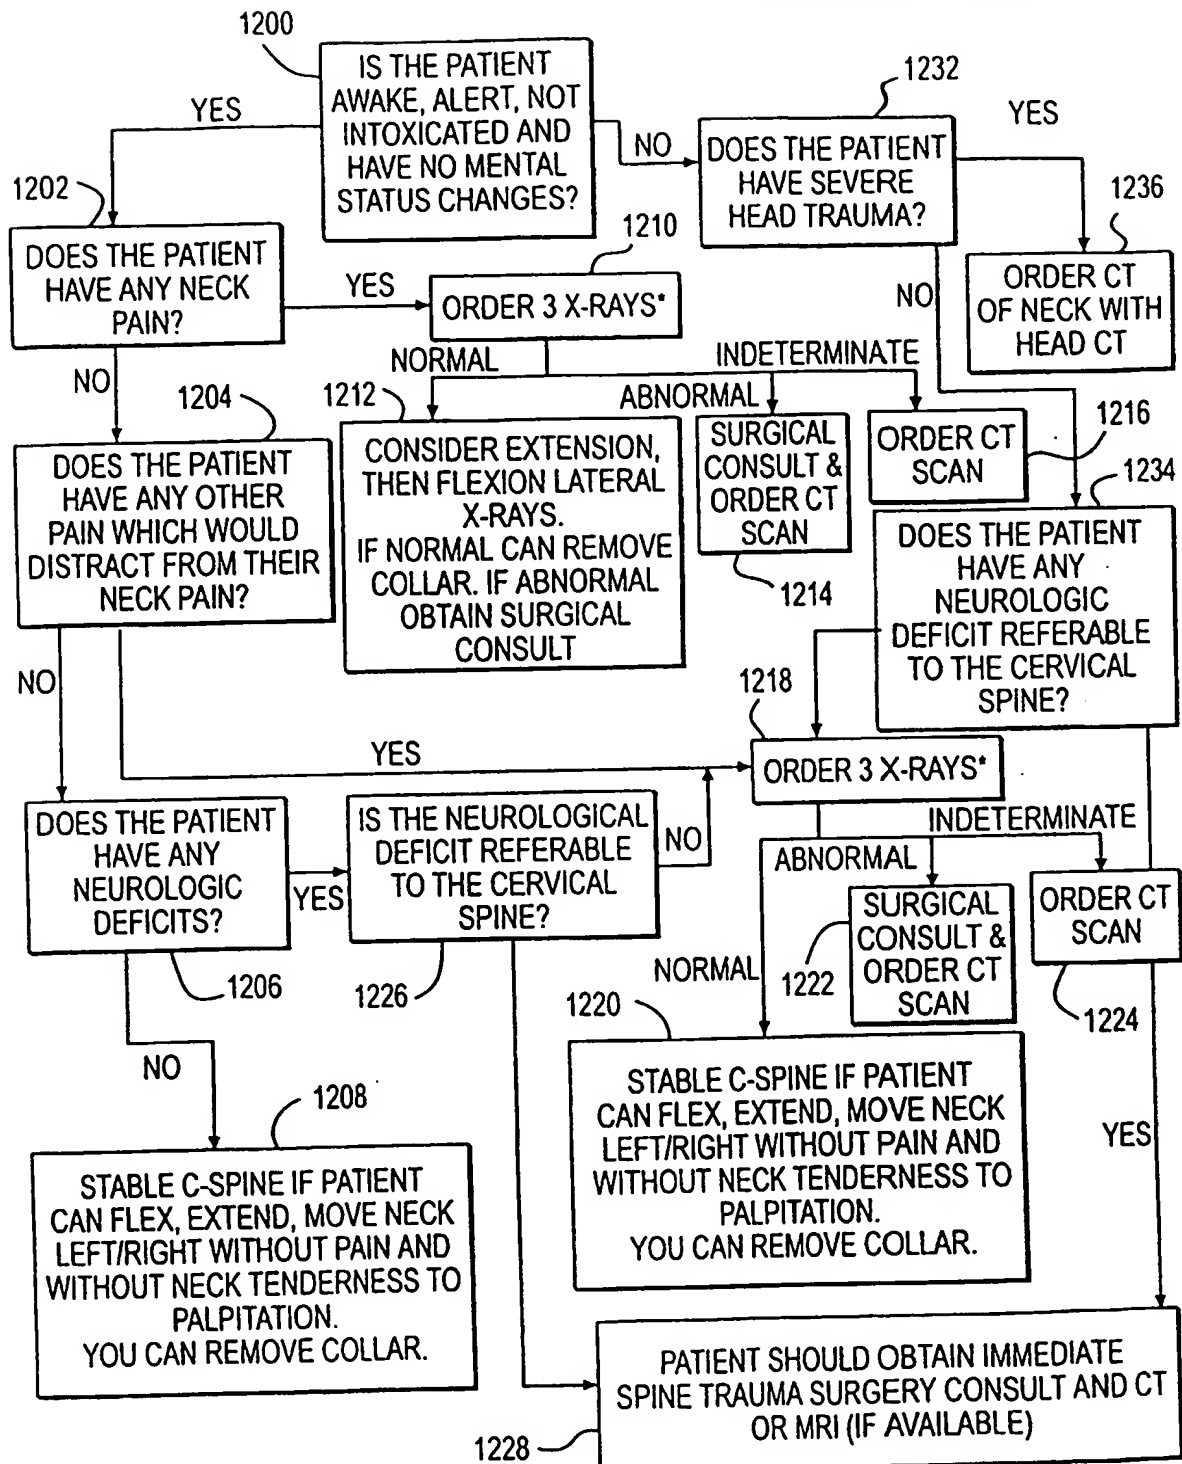 1200
IS THE PATIENT
AWAKE, ALERT, NOT
INTOXICATED AND
HAVE NO MENTAL
STATUS CHANGES?
YES
NO
1232
DOES THE PATIENT
HAVE SEVERE
HEAD TRAUMA?
YES
1236
ORDER CT
OF NECK WITH
HEAD CT
NO
1202
DOES THE PATIENT
HAVE ANY NECK
PAIN?
YES
1210
ORDER 3 X-RAYS*
NORMAL
ABNORMAL
INDETERMINATE
NO
1204
DOES THE PATIENT
HAVE ANY OTHER
PAIN WHICH WOULD
DISTRACT FROM THEIR
NECK PAIN?
1212
CONSIDER EXTENSION,
THEN FLEXION LATERAL
X-RAYS.
IF NORMAL CAN REMOVE
COLLAR. IF ABNORMAL
OBTAIN SURGICAL
CONSULT
SURGICAL
CONSULT &
ORDER CT
SCAN
1214
ORDER CT
SCAN
1216
1234
DOES THE PATIENT
HAVE ANY
NEUROLOGIC
DEFICIT REFERABLE
TO THE CERVICAL
SPINE?
NO
YES
1218
ORDER 3 X-RAYS*
DOES THE PATIENT
HAVE ANY
NEUROLOGIC
DEFICITS?
1206
YES
IS THE NEUROLOGICAL
DEFICIT REFERABLE
TO THE CERVICAL
SPINE?
1226
NO
NORMAL
ABNORMAL
INDETERMINATE
SURGICAL
CONSULT &
ORDER CT
SCAN
1222
ORDER CT
SCAN
1224
NO
1208
STABLE C-SPINE IF PATIENT
CAN FLEX, EXTEND, MOVE NECK
LEFT/RIGHT WITHOUT PAIN AND
WITHOUT NECK TENDERNESS TO
PALPITATION.
YOU CAN REMOVE COLLAR.
1220
STABLE C-SPINE IF PATIENT
CAN FLEX, EXTEND, MOVE NECK
LEFT/RIGHT WITHOUT PAIN AND
WITHOUT NECK TENDERNESS TO
PALPITATION.
YOU CAN REMOVE COLLAR.
YES
PATIENT SHOULD OBTAIN IMMEDIATE
SPINE TRAUMA SURGERY CONSULT AND CT
OR MRI (IF AVAILABLE)
1228